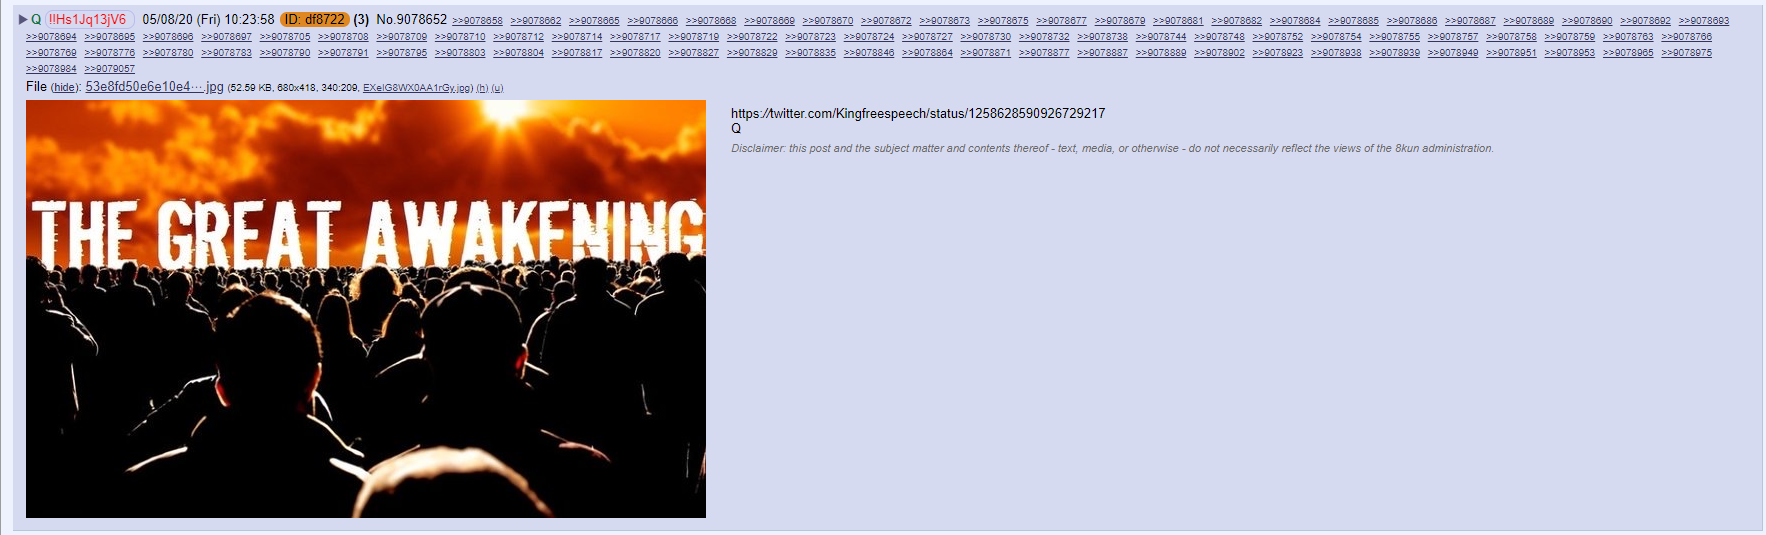 ▶ Q !!Hs1Jq13jV6 05/08/20 (Fri) 10:23:58 ID: df8722 (3) No.9078652 >>9078658 >>9078662 >>9078665 >>9078666 >>9078668 >>9078669 >>9078670 >>9078672 >>9078673 >>9078675 >>9078677 >>9078679 >>9078681 >>9078682 >>9078684 >>9078685 >>9078686 >>9078687 >>9078689 >>9078690 >>9078692 >>9078693
>>9078694 >>9078695 >>9078696 >>9078697 >>9078705 >>9078708 >>9078709 >>9078710 >>9078712 >>9078714 >>9078717 >>9078719 >>9078722 >>9078723 >>9078724 >>9078727 >>9078730 >>9078732 >>9078738 >>9078744 >>9078748 >>9078752 >>9078754 >>9078755 >>9078757 >>9078758 >>9078759 >>9078763 >>9078766
>>9078769 >>9078776 >>9078780 >>9078783 >>9078790 >>9078791 >>9078795 >>9078803 >>9078804 >>9078817 >>9078820 >>9078827 >>9078829 >>9078835 >>9078846 >>9078864 >>9078871 >>9078877 >>9078887 >>9078889 >>9078902 >>9078923 >>9078938 >>9078939 >>9078949 >>9078951 >>9078953 >>9078965 >>9078975
>>9078984 >>9079057
File (hide): 53e8fd50e6e10e4⋯.jpg (52.59 KB, 680x418, 340:209, EXeIG8WX0AA1rGy.jpg) (h) (u)
THE GREAT AWAKENING
https://twitter.com/Kingfreespeech/status/1258628590926729217
Q
Disclaimer: this post and the subject matter and contents thereof - text, media, or otherwise - do not necessarily reflect the views of the 8kun administration.